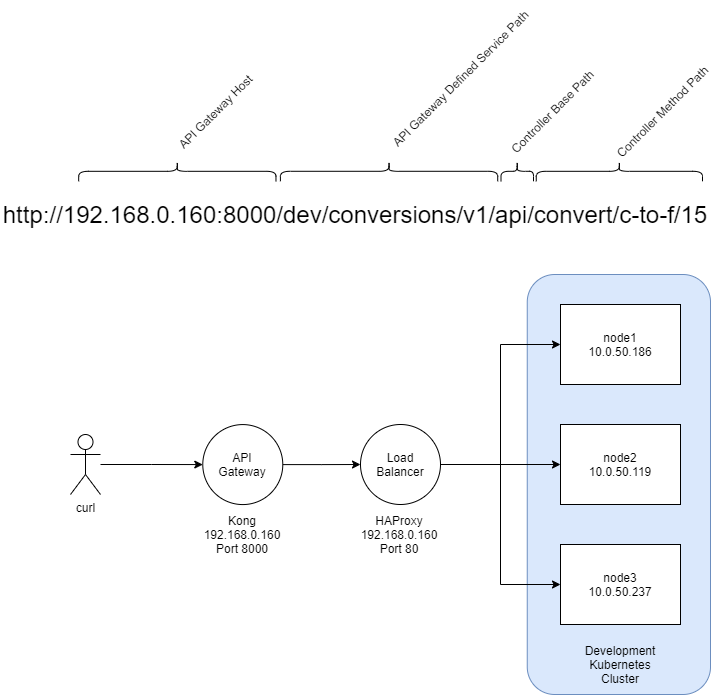 API Gateway Host
API Gateway Defined Service Path
Controller Base Path
Controller Method Path
http://192.168.0.160:8000/dev/conversions/v1/api/convert/c-to-f/15
node1
10.0.50.186
curl
API
Gateway
Kong
192.168.0.160
Port 8000
Load
Balancer
HAProxy
192.168.0.160
Port 80
node2
10.0.50.119
node3
10.0.50.237
Development
Kubernetes
Cluster